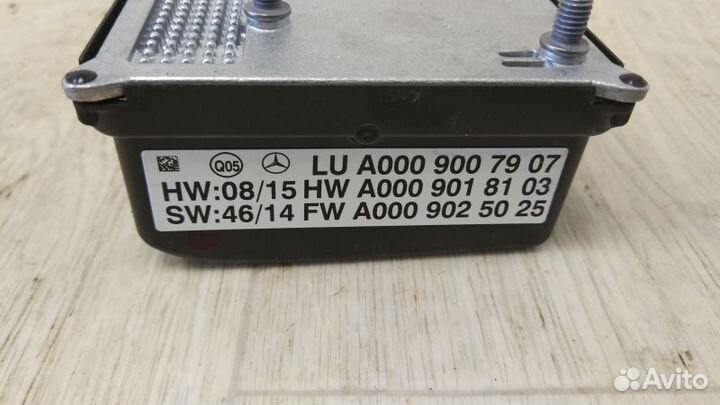 Q05 LU A000 900 79 07
HW:08/15 HW A000 901 81 03
SW:46/14 FW A000 902 50 25
Avito